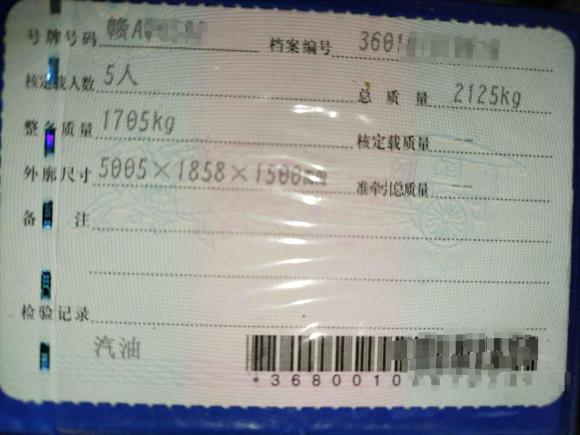 号牌号码 赣A 档案编号 3601
核定载人数 5人 总质量 2125kg
整备质量 1705kg 核定载质量 --
外廓尺寸 5005×1858×1500mm 准牵引总质量 --
备注
检验记录
汽油
*3680010